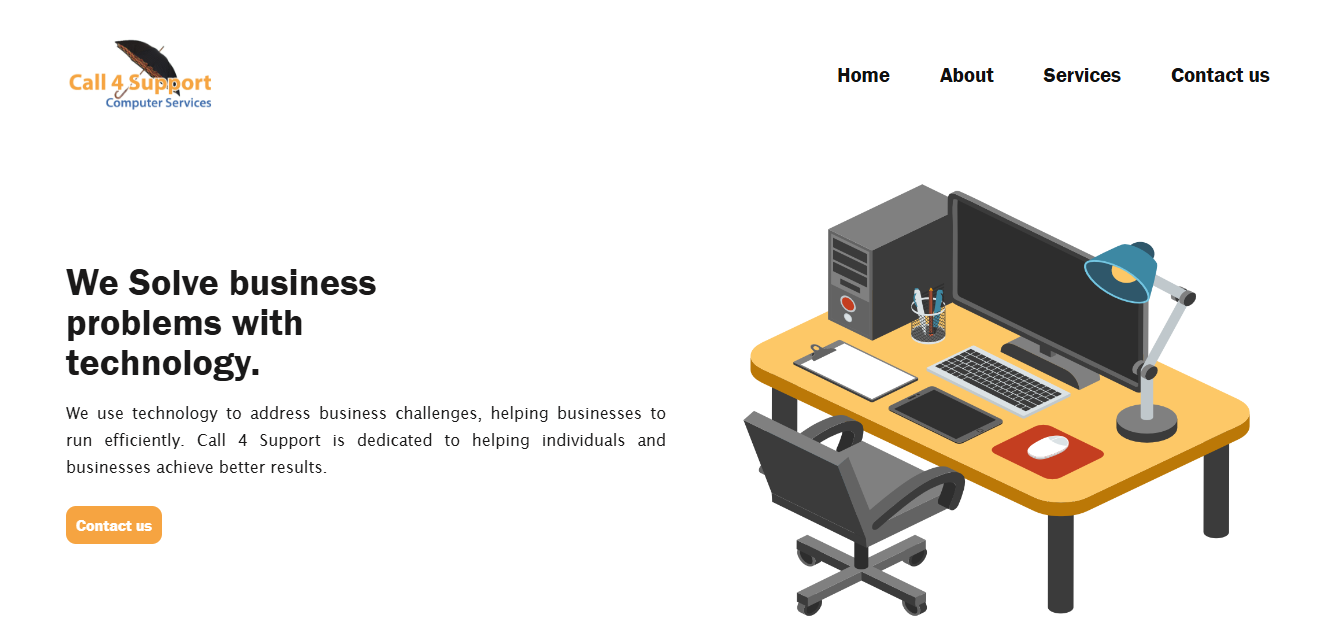 Call 4 Support
Computer Services
Home About Services Contact us
We Solve business
problems with
technology.
We use technology to address business challenges, helping businesses to
run efficiently. Call 4 Support is dedicated to helping individuals and
businesses achieve better results.
Contact us